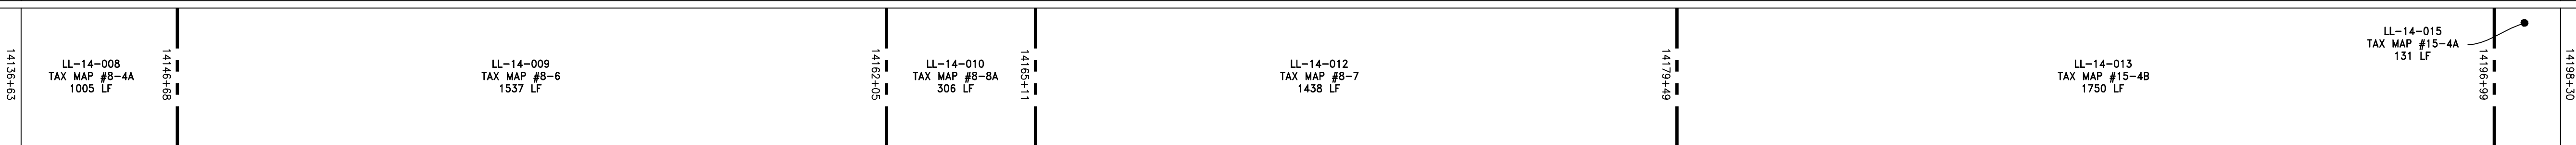 14136+63
LL-14-008
TAX MAP #8-4A
1005 LF
14146+68
LL-14-009
TAX MAP #8-6
1537 LF
14162+05
LL-14-010
TAX MAP #8-8A
306 LF
14165+11
LL-14-012
TAX MAP #8-7
1438 LF
14179+49
LL-14-013
TAX MAP #15-4B
1750 LF
LL-14-015
TAX MAP #15-4A
131 LF
14196+99
14198+30